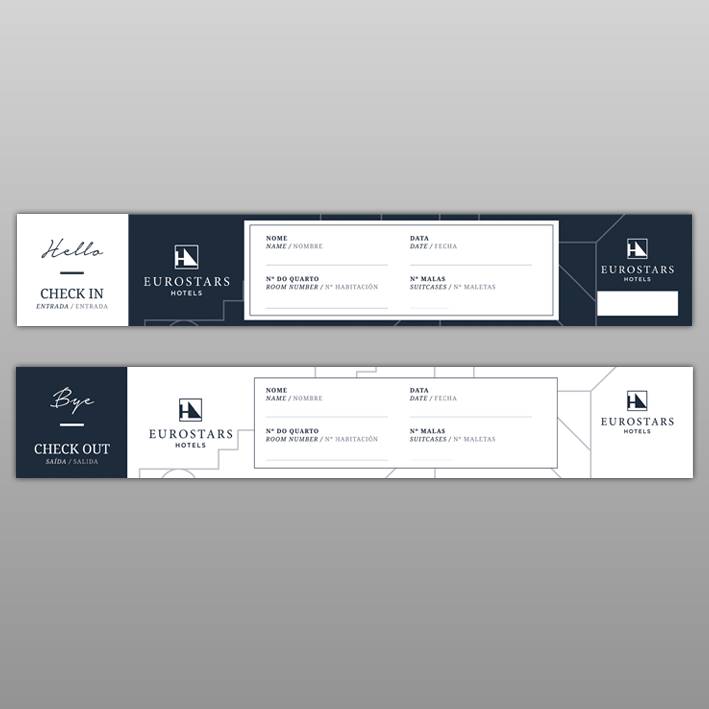 Hello
CHECK IN
ENTRADA / ENTRADA
H
EUROSTARS
HOTELS
NOME
NAME / NOMBRE
DATA
DATE / FECHA
Nº DO QUARTO
ROOM NUMBER / Nº HABITACIÓN
Nº MALAS
SUITCASES / Nº MALETAS
H
EUROSTARS
HOTELS
Bye
CHECK OUT
SAÍDA / SALIDA
H
EUROSTARS
HOTELS
NOME
NAME / NOMBRE
DATA
DATE / FECHA
Nº DO QUARTO
ROOM NUMBER / Nº HABITACIÓN
Nº MALAS
SUITCASES / Nº MALETAS
H
EUROSTARS
HOTELS